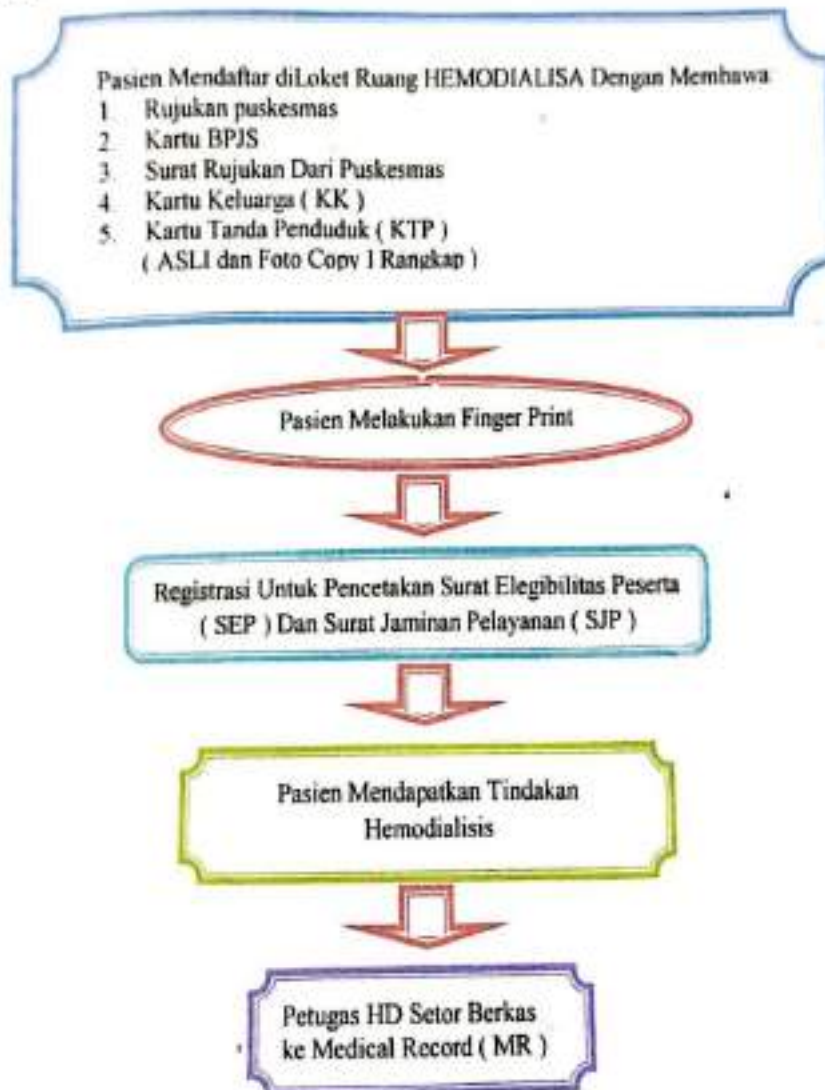 Pasien Mendaftar diLoket Ruang HEMODIALISA Dengan Membawa
1. Rujukan puskesmas
2. Kartu BPJS
3. Surat Rujukan Dari Puskesmas
4. Kartu Keluarga ( KK )
5. Kartu Tanda Penduduk ( KTP )
( ASLI dan Foto Copy 1 Rangkap )
Pasien Melakukan Finger Print
Registrasi Untuk Pencetakan Surat Elegibilitas Peserta
( SEP ) Dan Surat Jaminan Pelayanan ( SJP )
Pasien Mendapatkan Tindakan
Hemodialisis
Petugas HD Setor Berkas
ke Medical Record ( MR )